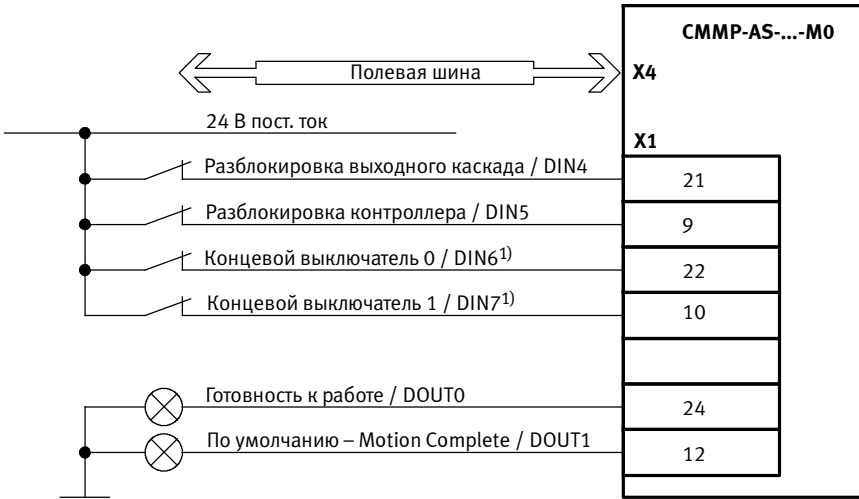 CMMP-AS-...-M0
Полевая шина
X4
24 В пост. ток
X1
Разблокировка выходного каскада / DIN4
21
Разблокировка контроллера / DIN5
9
Концевой выключатель 0 / DIN6¹⁾
22
Концевой выключатель 1 / DIN7¹⁾
10
Готовность к работе / DOUT0
24
По умолчанию – Motion Complete / DOUT1
12